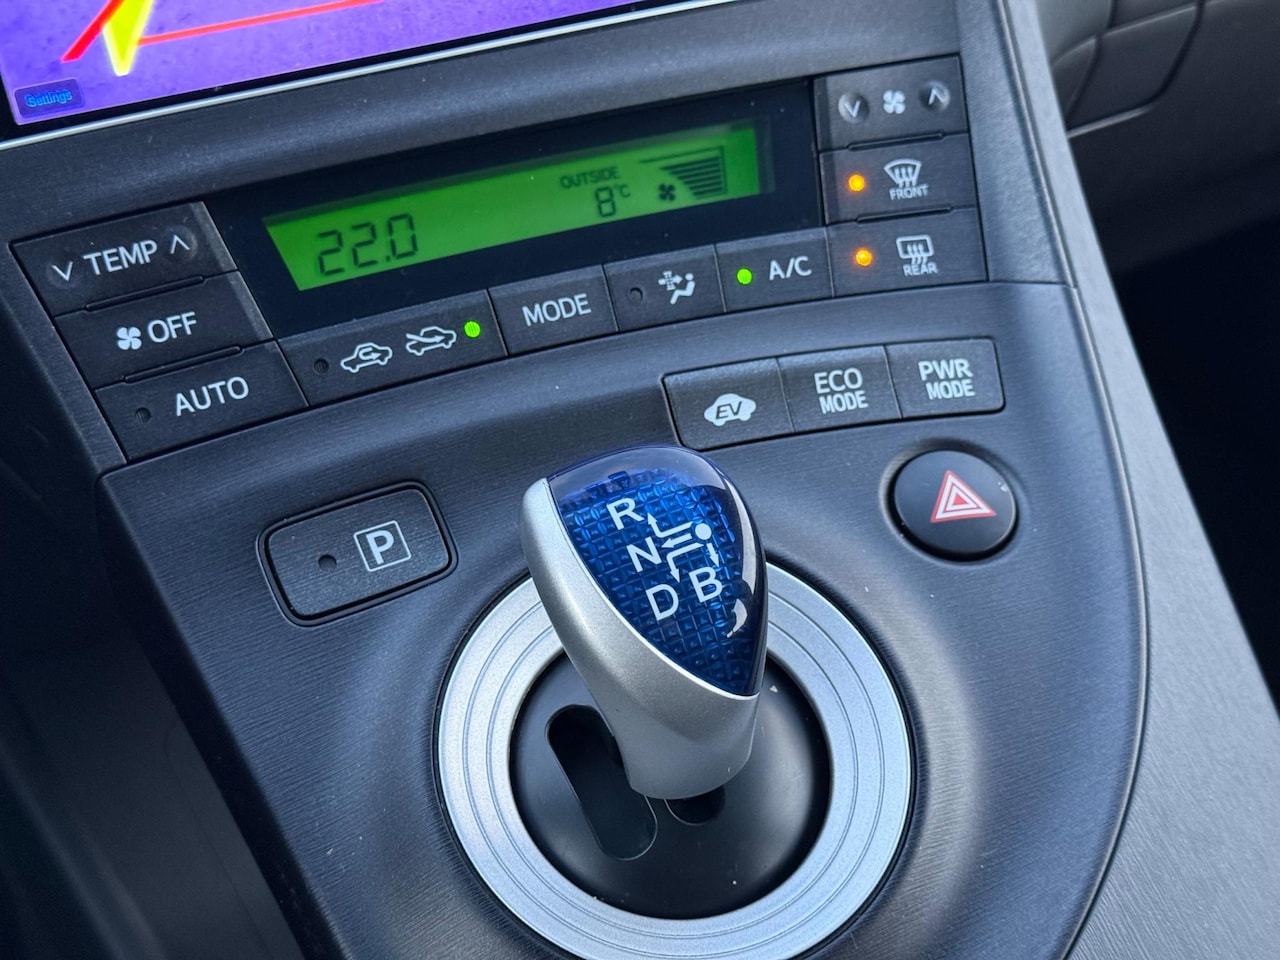 Settings
OUTSIDE
22.0 8°C
FRONT
TEMP
REAR
OFF
MODE
A/C
AUTO
EV
ECO
MODE
PWR
MODE
P
R
N
D B